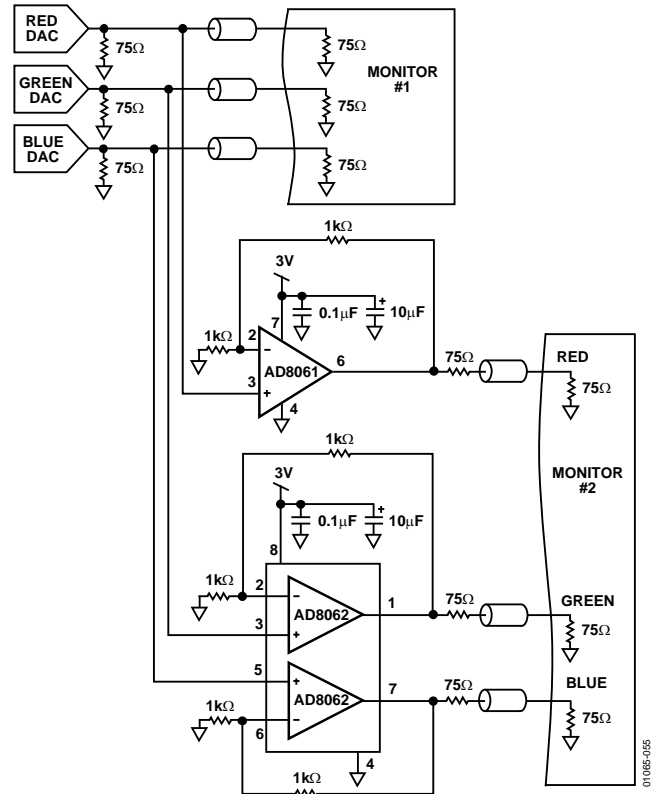 RED
DAC
75Ω
75Ω
MONITOR
#1
GREEN
DAC
75Ω
75Ω
BLUE
DAC
75Ω
75Ω
1kΩ
3V
7
0.1μF
10μF
1kΩ
2
−
AD8061
6
3
+
4
75Ω
RED
75Ω
MONITOR
#2
1kΩ
3V
0.1μF
10μF
8
1kΩ
2
−
AD8062
1
3
+
75Ω
GREEN
75Ω
5
+
AD8062
7
6
−
1kΩ
75Ω
BLUE
75Ω
4
1kΩ
01065-055